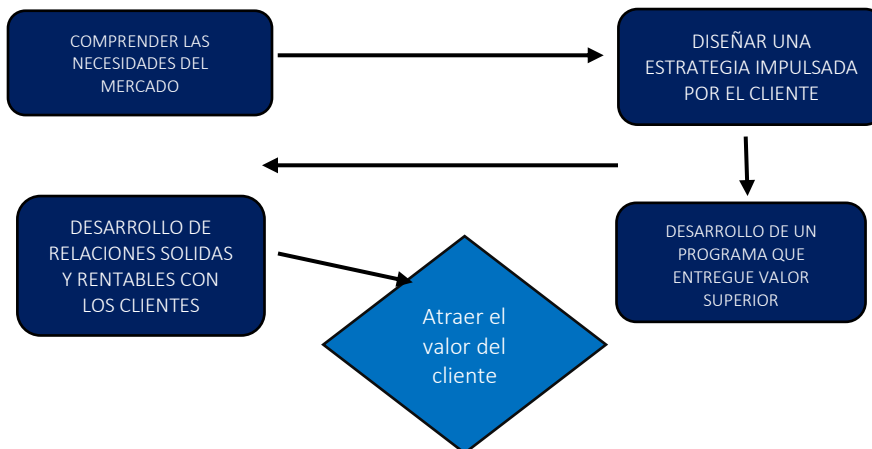 COMPRENDER LAS
NECESIDADES DEL
MERCADO
DISEÑAR UNA
ESTRATEGIA IMPULSADA
POR EL CLIENTE
DESARROLLO DE
RELACIONES SOLIDAS
Y RENTABLES CON
LOS CLIENTES
DESARROLLO DE UN
PROGRAMA QUE
ENTREGUE VALOR
SUPERIOR
Atraer el
valor del
cliente